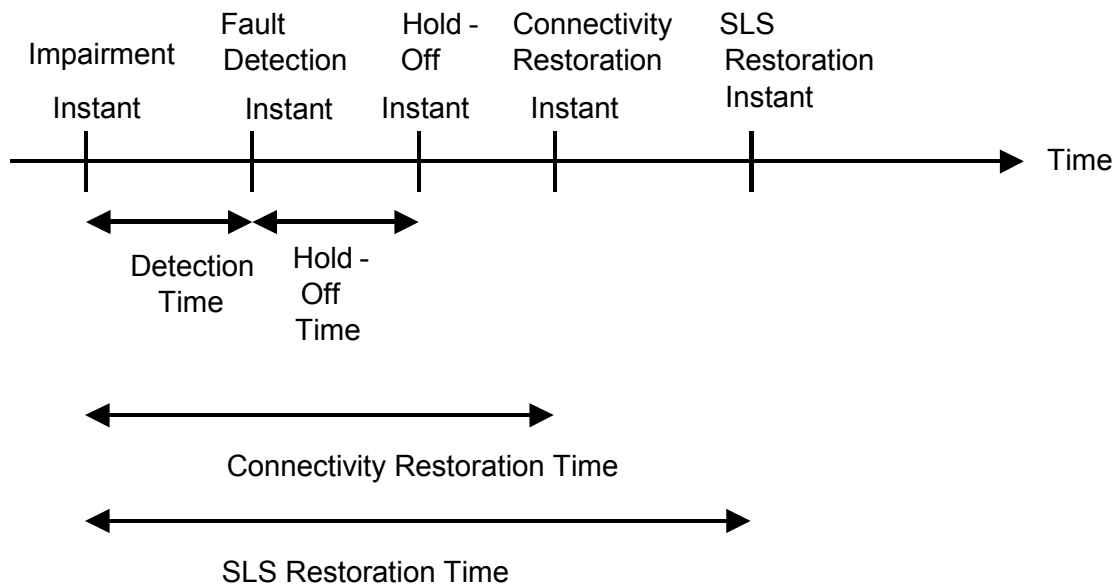 Impairment
Instant
Fault
Detection
Instant
Hold -
Off
Instant
Connectivity
Restoration
Instant
SLS
Restoration
Instant
Time
Detection
Time
Hold -
Off
Time
Connectivity Restoration Time
SLS Restoration Time